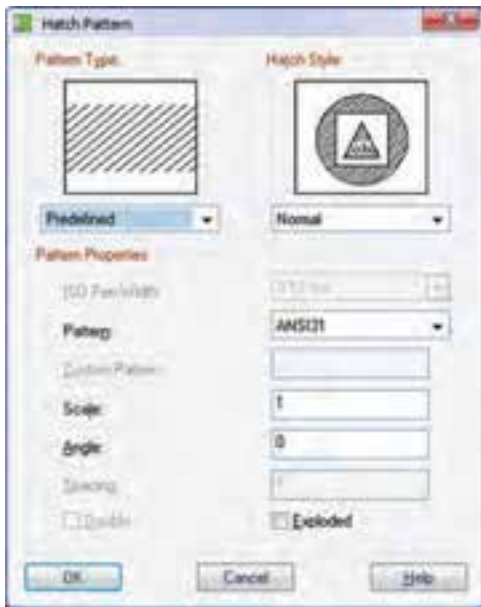 Hatch Pattern
Pattern Type: Hatch Style:
Predefined Normal
Pattern Properties
ISO Pen Width:
Pattern: ANSI31
Custom Pattern:
Scale: 1
Angle: 0
Spacing:
Double Exploded
OK Cancel Help